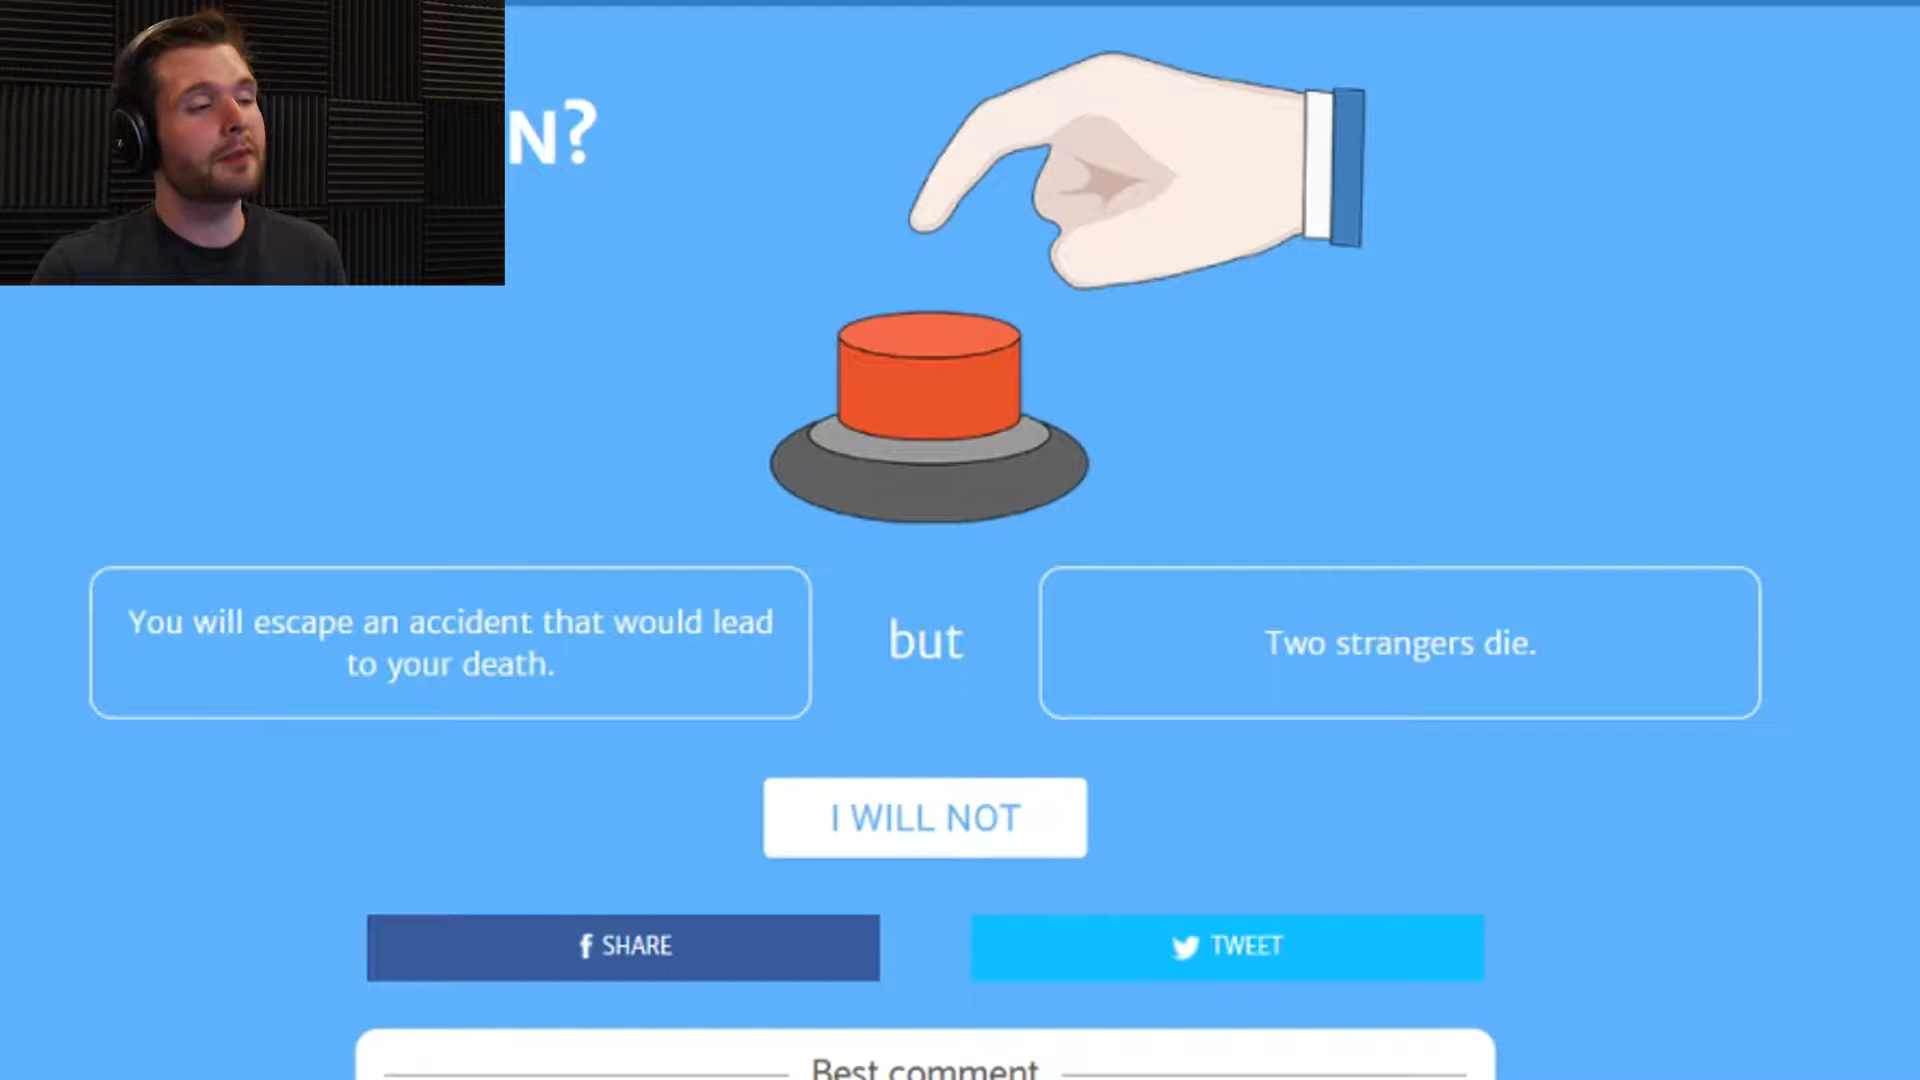 N?
You will escape an accident that would lead
to your death.
but
Two strangers die.
I WILL NOT
f SHARE
TWEET
Best comment